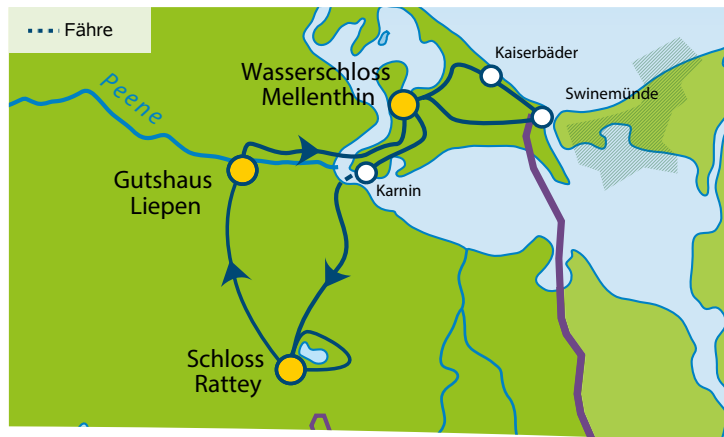 Fähre
Kaiserbäder
Wasserschloss
Mellenthin
Swinemünde
Peene
Gutshaus
Liepen
Karnin
Schloss
Rattey